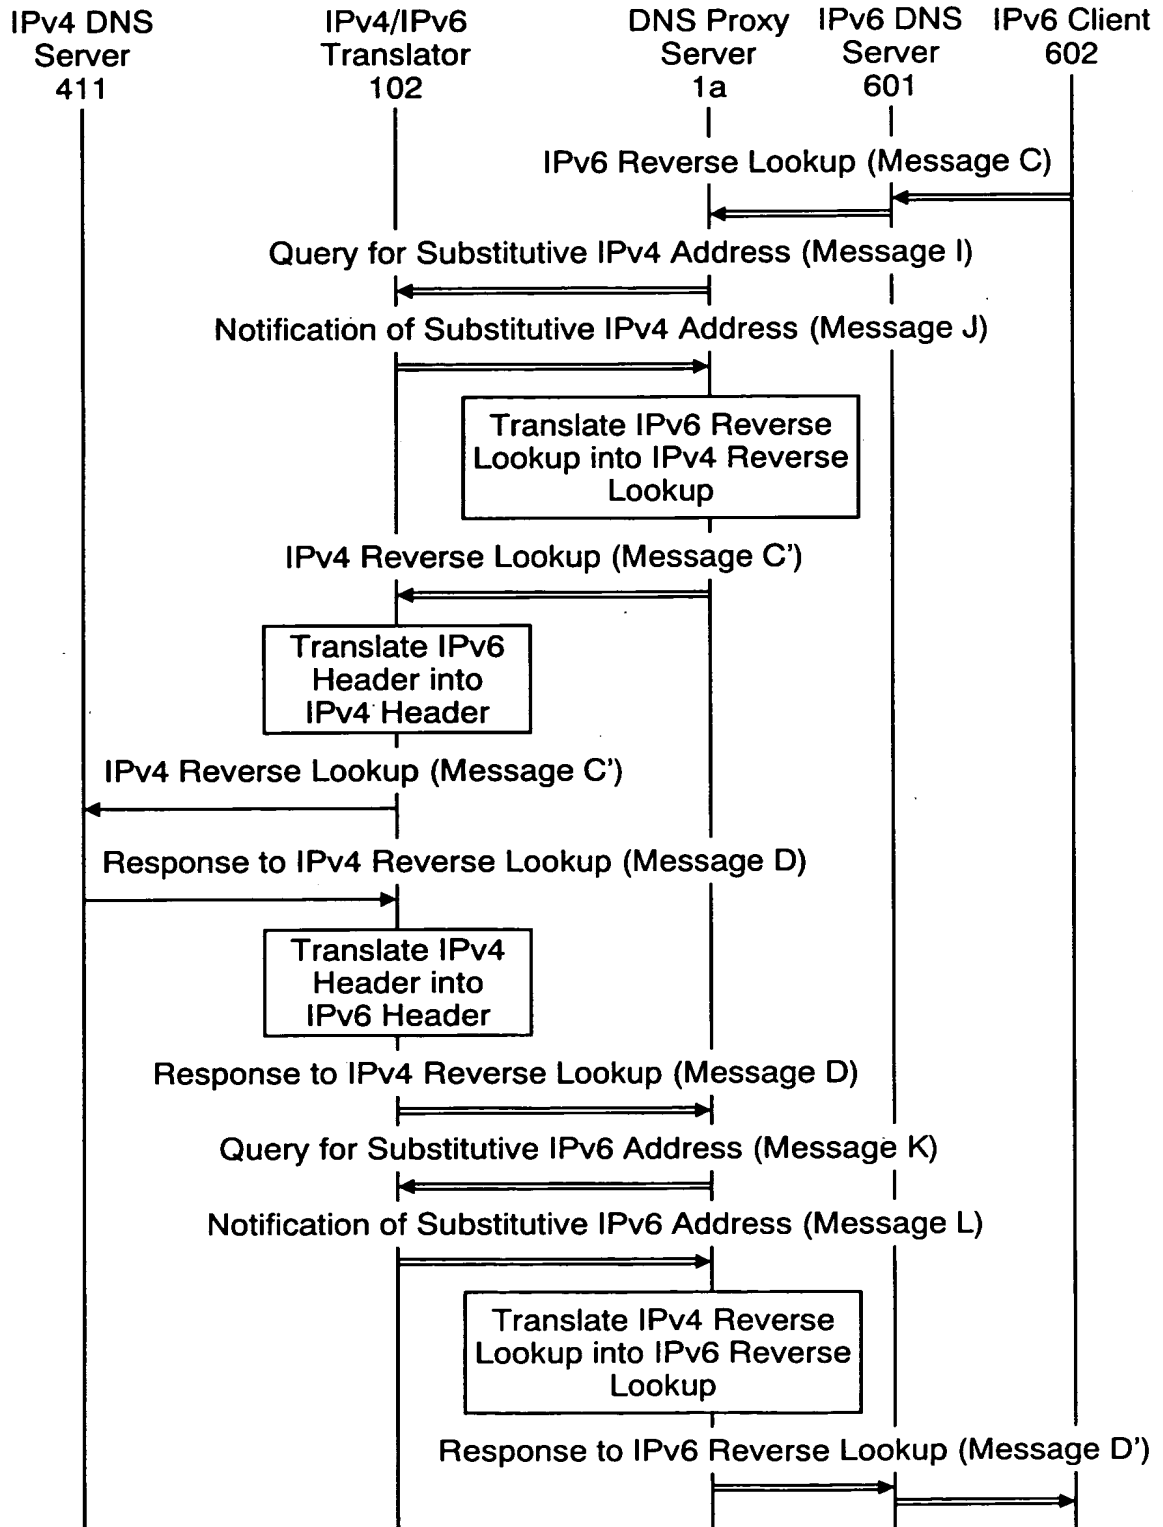 IPv4 DNS
Server
411
IPv4/IPv6
Translator
102
DNS Proxy
Server
1a
IPv6 DNS
Server
601
IPv6 Client
602
IPv6 Reverse Lookup (Message C)
Query for Substitutive IPv4 Address (Message I)
Notification of Substitutive IPv4 Address (Message J)
Translate IPv6 Reverse
Lookup into IPv4 Reverse
Lookup
IPv4 Reverse Lookup (Message C')
Translate IPv6
Header into
IPv4 Header
IPv4 Reverse Lookup (Message C')
Response to IPv4 Reverse Lookup (Message D)
Translate IPv4
Header into
IPv6 Header
Response to IPv4 Reverse Lookup (Message D)
Query for Substitutive IPv6 Address (Message K)
Notification of Substitutive IPv6 Address (Message L)
Translate IPv4 Reverse
Lookup into IPv6 Reverse
Lookup
Response to IPv6 Reverse Lookup (Message D')